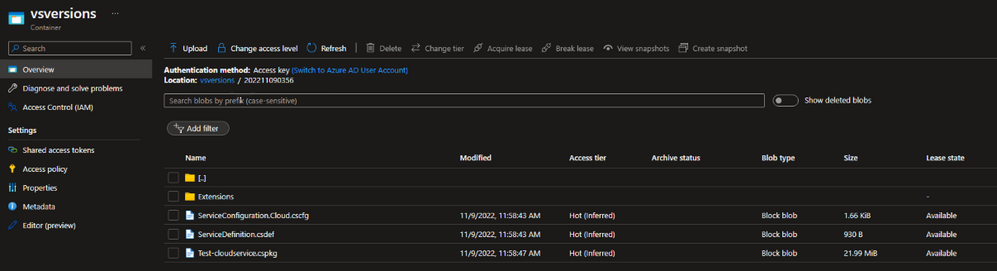 vsversions ...
Container
Search «
Upload Change access level Refresh Delete Change tier Acquire lease Break lease View snapshots Create snapshot
Overview
Diagnose and solve problems
Access Control (IAM)
Settings
Shared access tokens
Access policy
Properties
Metadata
Editor (preview)
Authentication method: Access key (Switch to Azure AD User Account)
Location: vsversions / 202211090356
Search blobs by prefix (case-sensitive)
Show deleted blobs
Add filter
Name Modified Access tier Archive status Blob type Size Lease state
[..]
Extensions -
ServiceConfiguration.Cloud.cscfg 11/9/2022, 11:58:43 AM Hot (Inferred) Block blob 1.66 KiB Available
ServiceDefinition.csdef 11/9/2022, 11:58:43 AM Hot (Inferred) Block blob 930 B Available
Test-cloudservice.cspkg 11/9/2022, 11:58:47 AM Hot (Inferred) Block blob 21.99 MiB Available